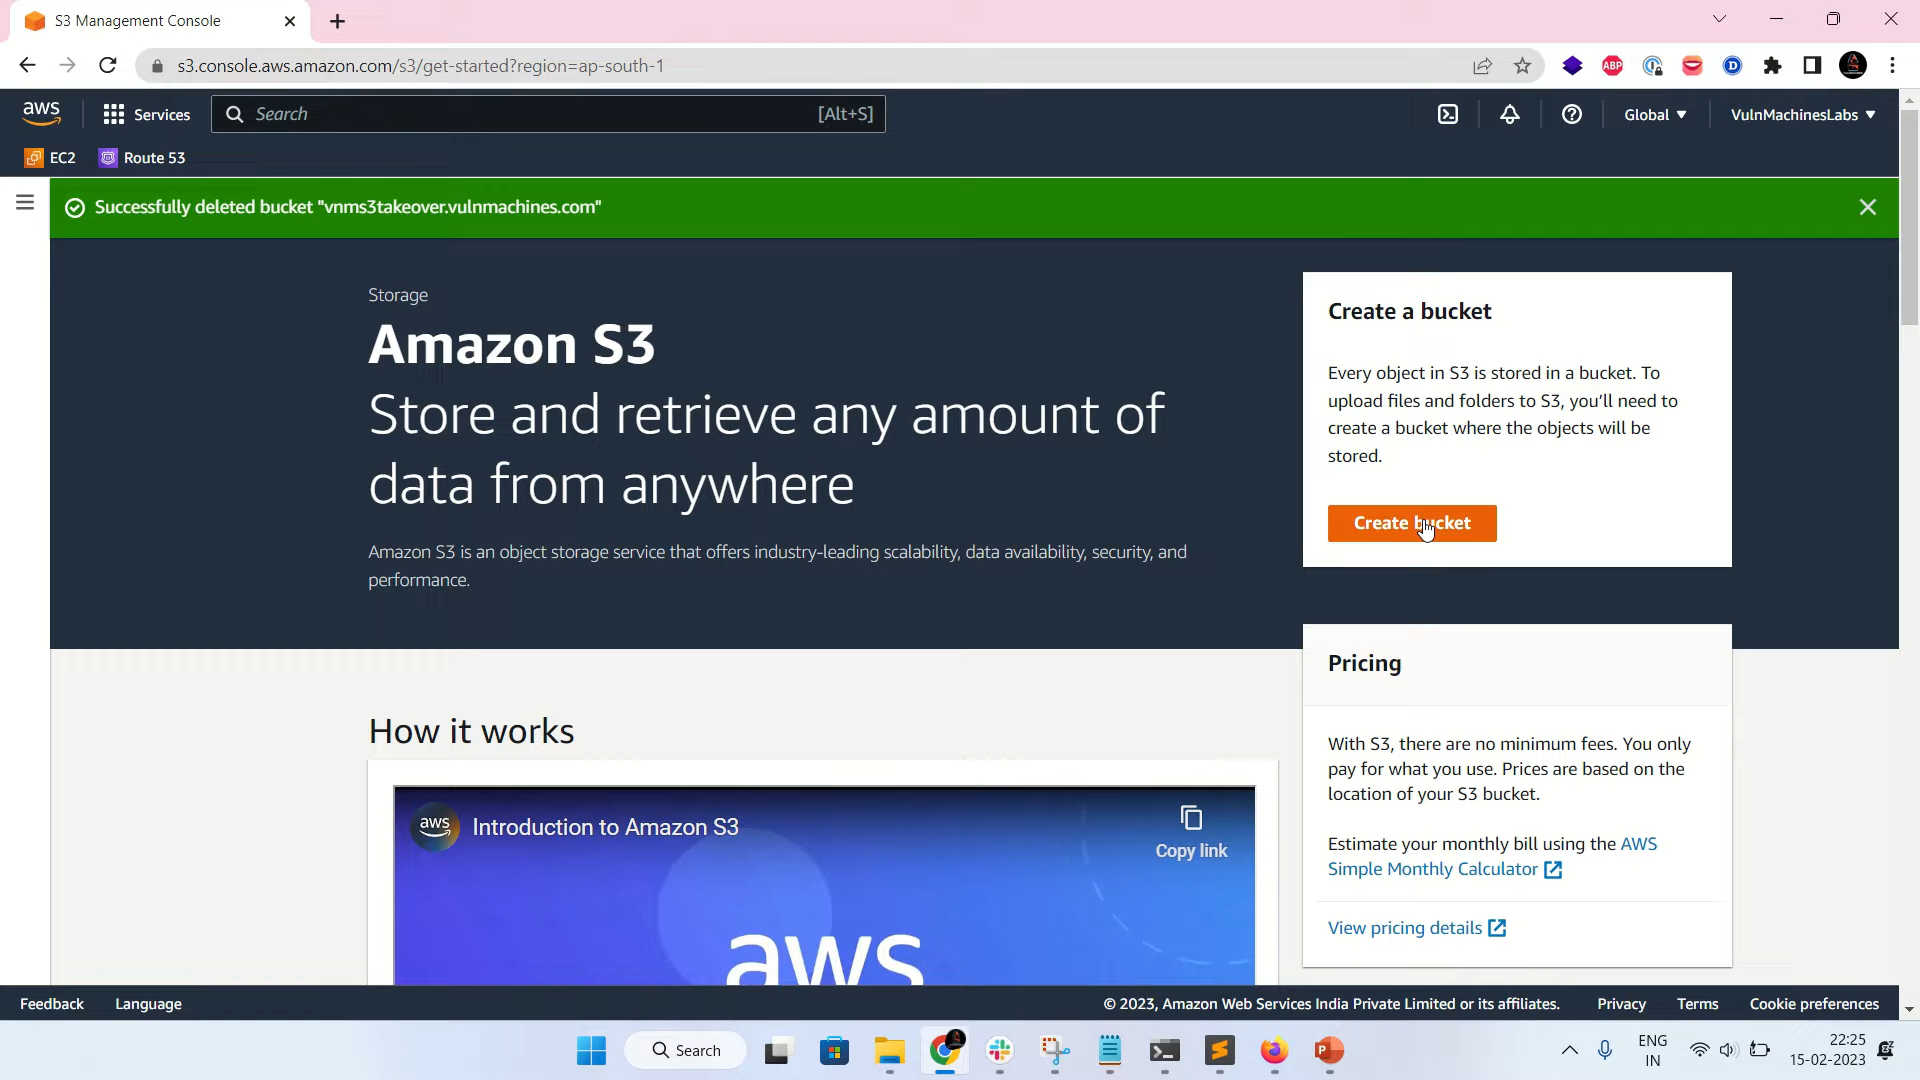 S3 Management Console
s3.console.aws.amazon.com/s3/get-started?region=ap-south-1
ABP
D
aws
Services
Search
[Alt+S]
Global
VulnMachinesLabs
EC2
Route 53
Successfully deleted bucket "vnms3takeover.vulnmachines.com"
Storage
Amazon S3
Store and retrieve any amount of
data from anywhere
Amazon S3 is an object storage service that offers industry-leading scalability, data availability, security, and
performance.
Create a bucket
Every object in S3 is stored in a bucket. To
upload files and folders to S3, you'll need to
create a bucket where the objects will be
stored.
Create bucket
Pricing
With S3, there are no minimum fees. You only
pay for what you use. Prices are based on the
location of your S3 bucket.
Estimate your monthly bill using the AWS
Simple Monthly Calculator
View pricing details
How it works
aws
Introduction to Amazon S3
Copy link
aws
Feedback
Language
© 2023, Amazon Web Services India Private Limited or its affiliates.
Privacy
Terms
Cookie preferences
Search
ENG
IN
22:25
15-02-2023